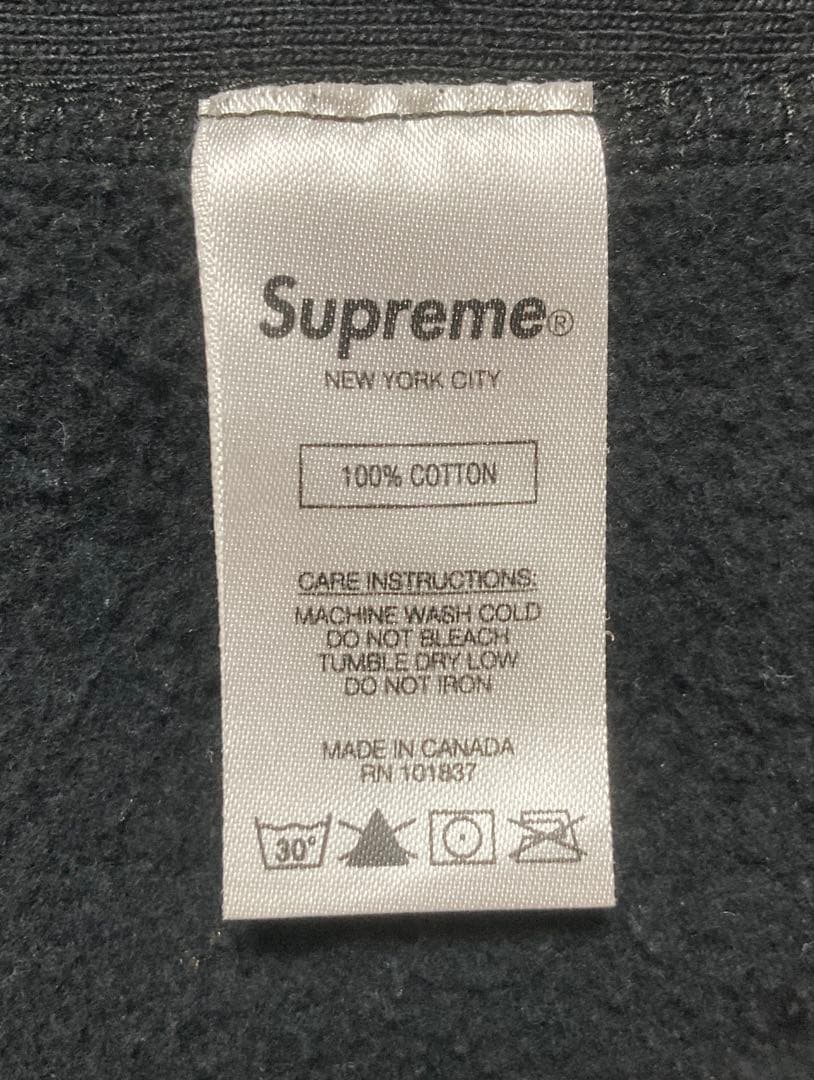 Supreme®
NEW YORK CITY
100% COTTON
CARE INSTRUCTIONS:
MACHINE WASH COLD
DO NOT BLEACH
TUMBLE DRY LOW
DO NOT IRON
MADE IN CANADA
RN 101837
30°